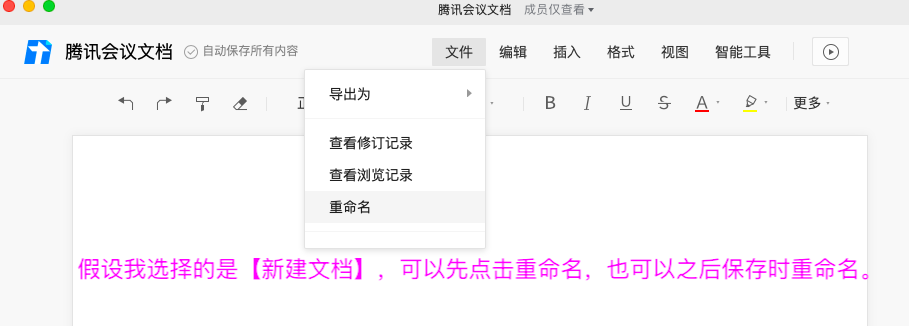 腾讯会议文档 成员仅查看
腾讯会议文档 自动保存所有内容 文件 编辑 插入 格式 视图 智能工具
B I U S A 更多
导出为
查看修订记录
查看浏览记录
重命名
假设我选择的是【新建文档】，可以先点击重命名，也可以之后保存时重命名。